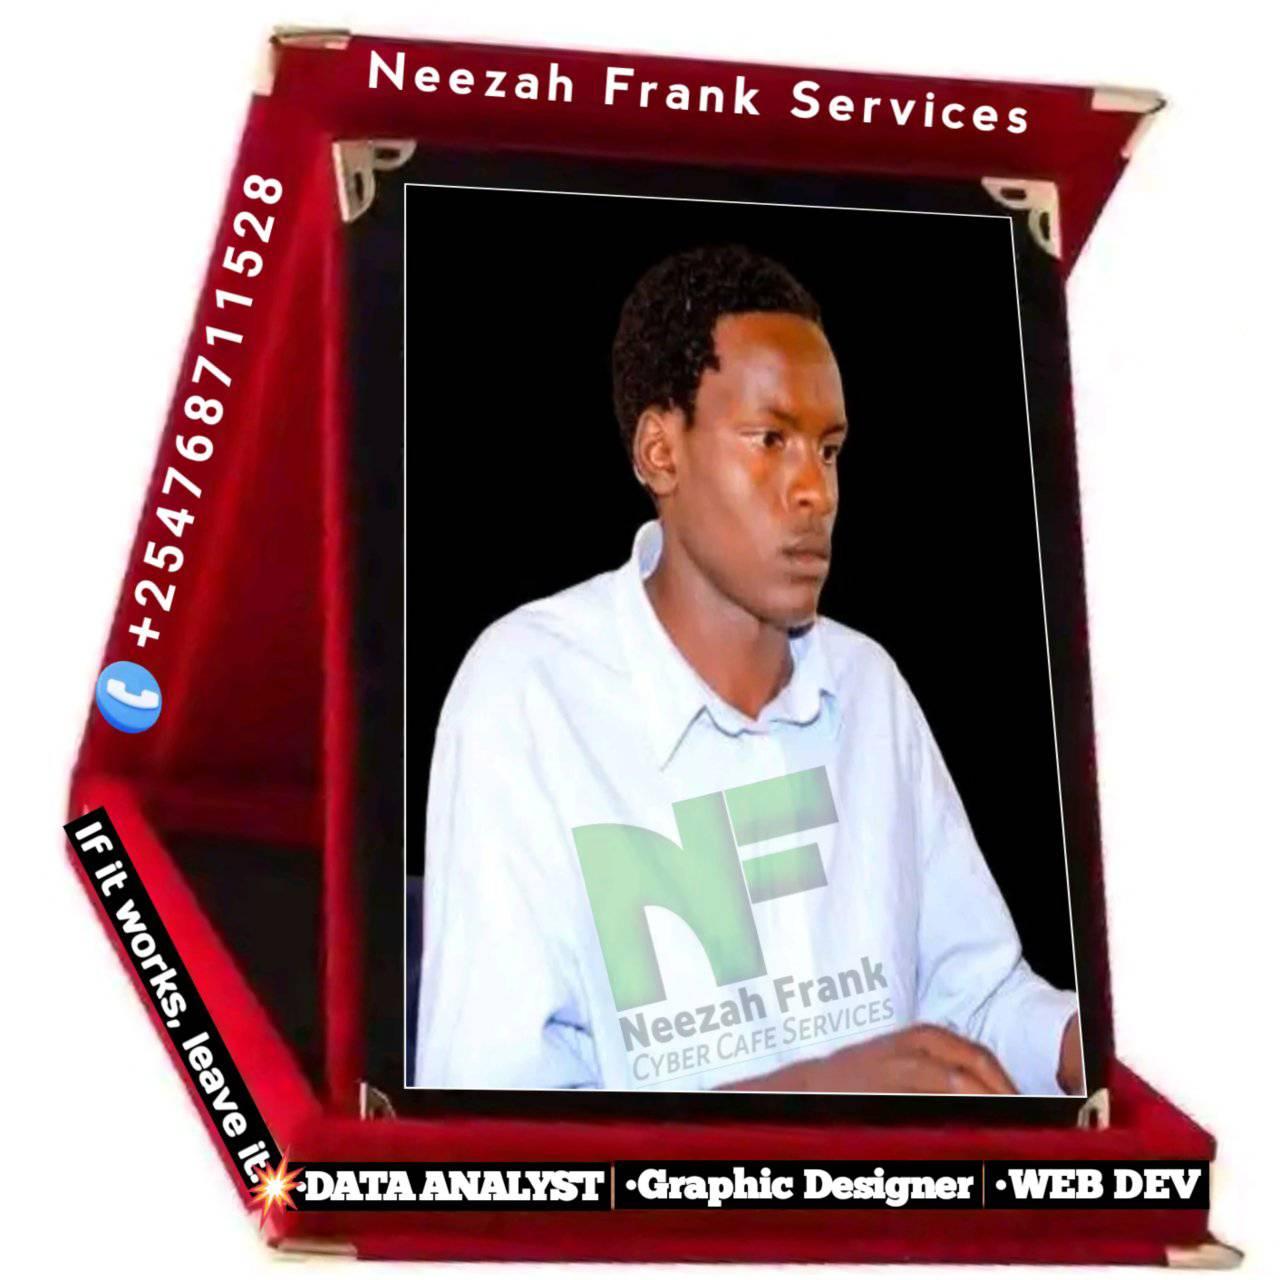 Neezah Frank Services
+254768711528
IF it works, leave it.
NF
Neezah Frank
CYBER CAFE SERVICES
·DATA ANALYST ·Graphic Designer ·WEB DEV